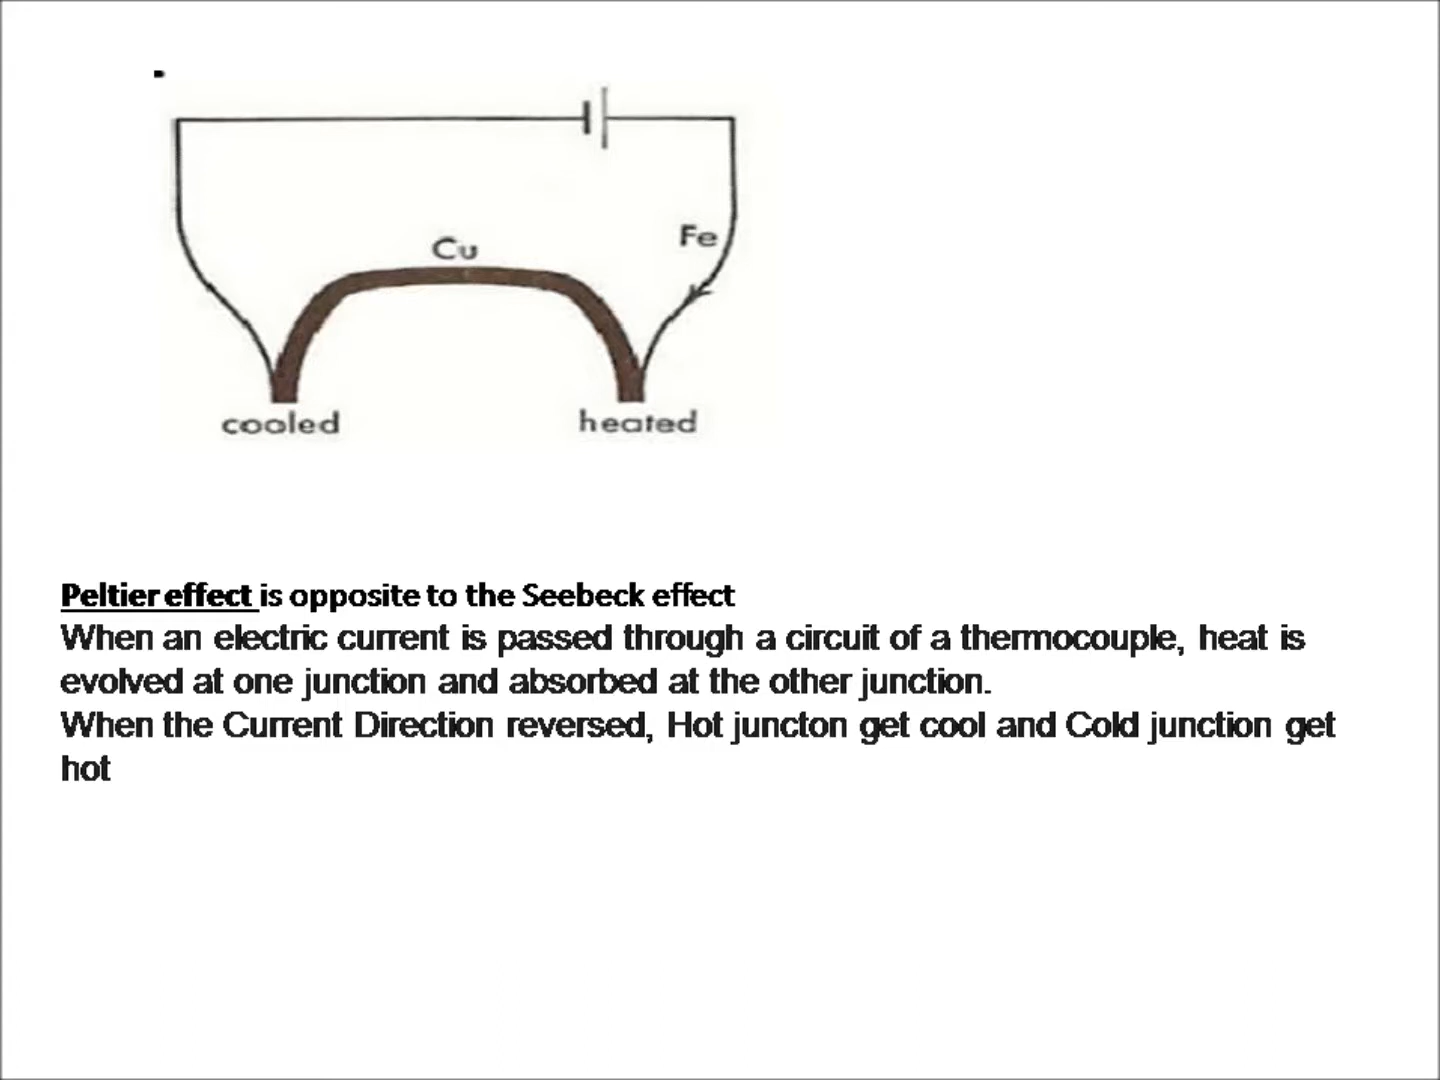 Cu
Fe
cooled
heated
Peltier effect is opposite to the Seebeck effect
When an electric current is passed through a circuit of a thermocouple, heat is
evolved at one junction and absorbed at the other junction.
When the Current Direction reversed, Hot juncton get cool and Cold junction get
hot